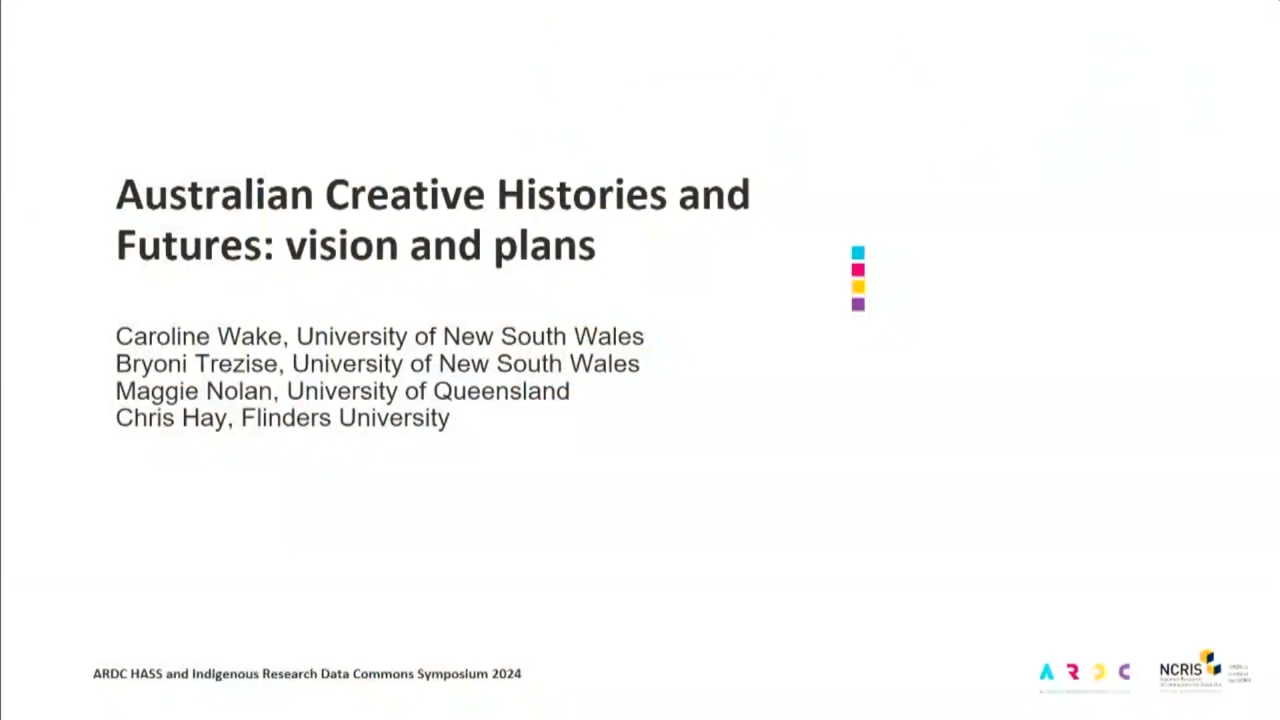 Australian Creative Histories and
Futures: vision and plans
Caroline Wake, University of New South Wales
Bryoni Trezise, University of New South Wales
Maggie Nolan, University of Queensland
Chris Hay, Flinders University
ARDC HASS and Indigenous Research Data Commons Symposium 2024
ARDC
NCRIS